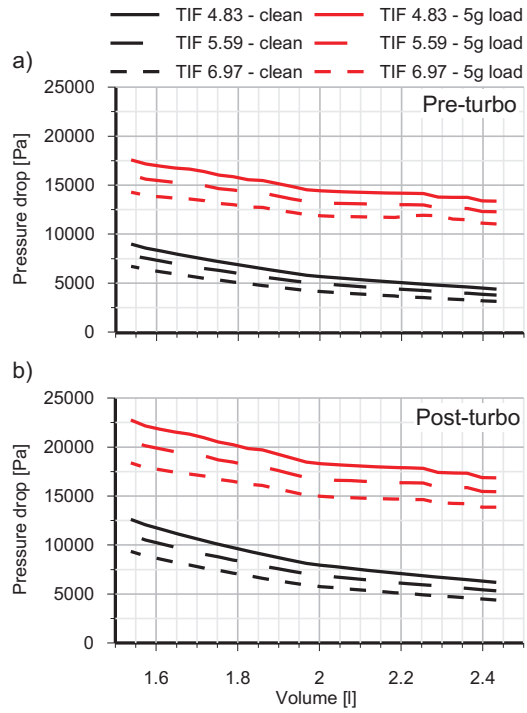 TIF 4.83 - clean TIF 4.83 - 5g load
TIF 5.59 - clean TIF 5.59 - 5g load
TIF 6.97 - clean TIF 6.97 - 5g load
a)
Pre-turbo
Pressure drop [Pa]
25000
20000
15000
10000
5000
0
b)
Post-turbo
Pressure drop [Pa]
25000
20000
15000
10000
5000
0
1.6 1.8 2 2.2 2.4
Volume [l]